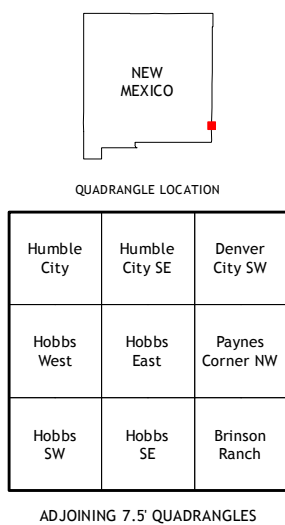 NEW
MEXICO
QUADRANGLE LOCATION
Humble
City
Humble
City SE
Denver
City SW
Hobbs
West
Hobbs
East
Paynes
Corner NW
Hobbs
SW
Hobbs
SE
Brinson
Ranch
ADJOINING 7.5' QUADRANGLES